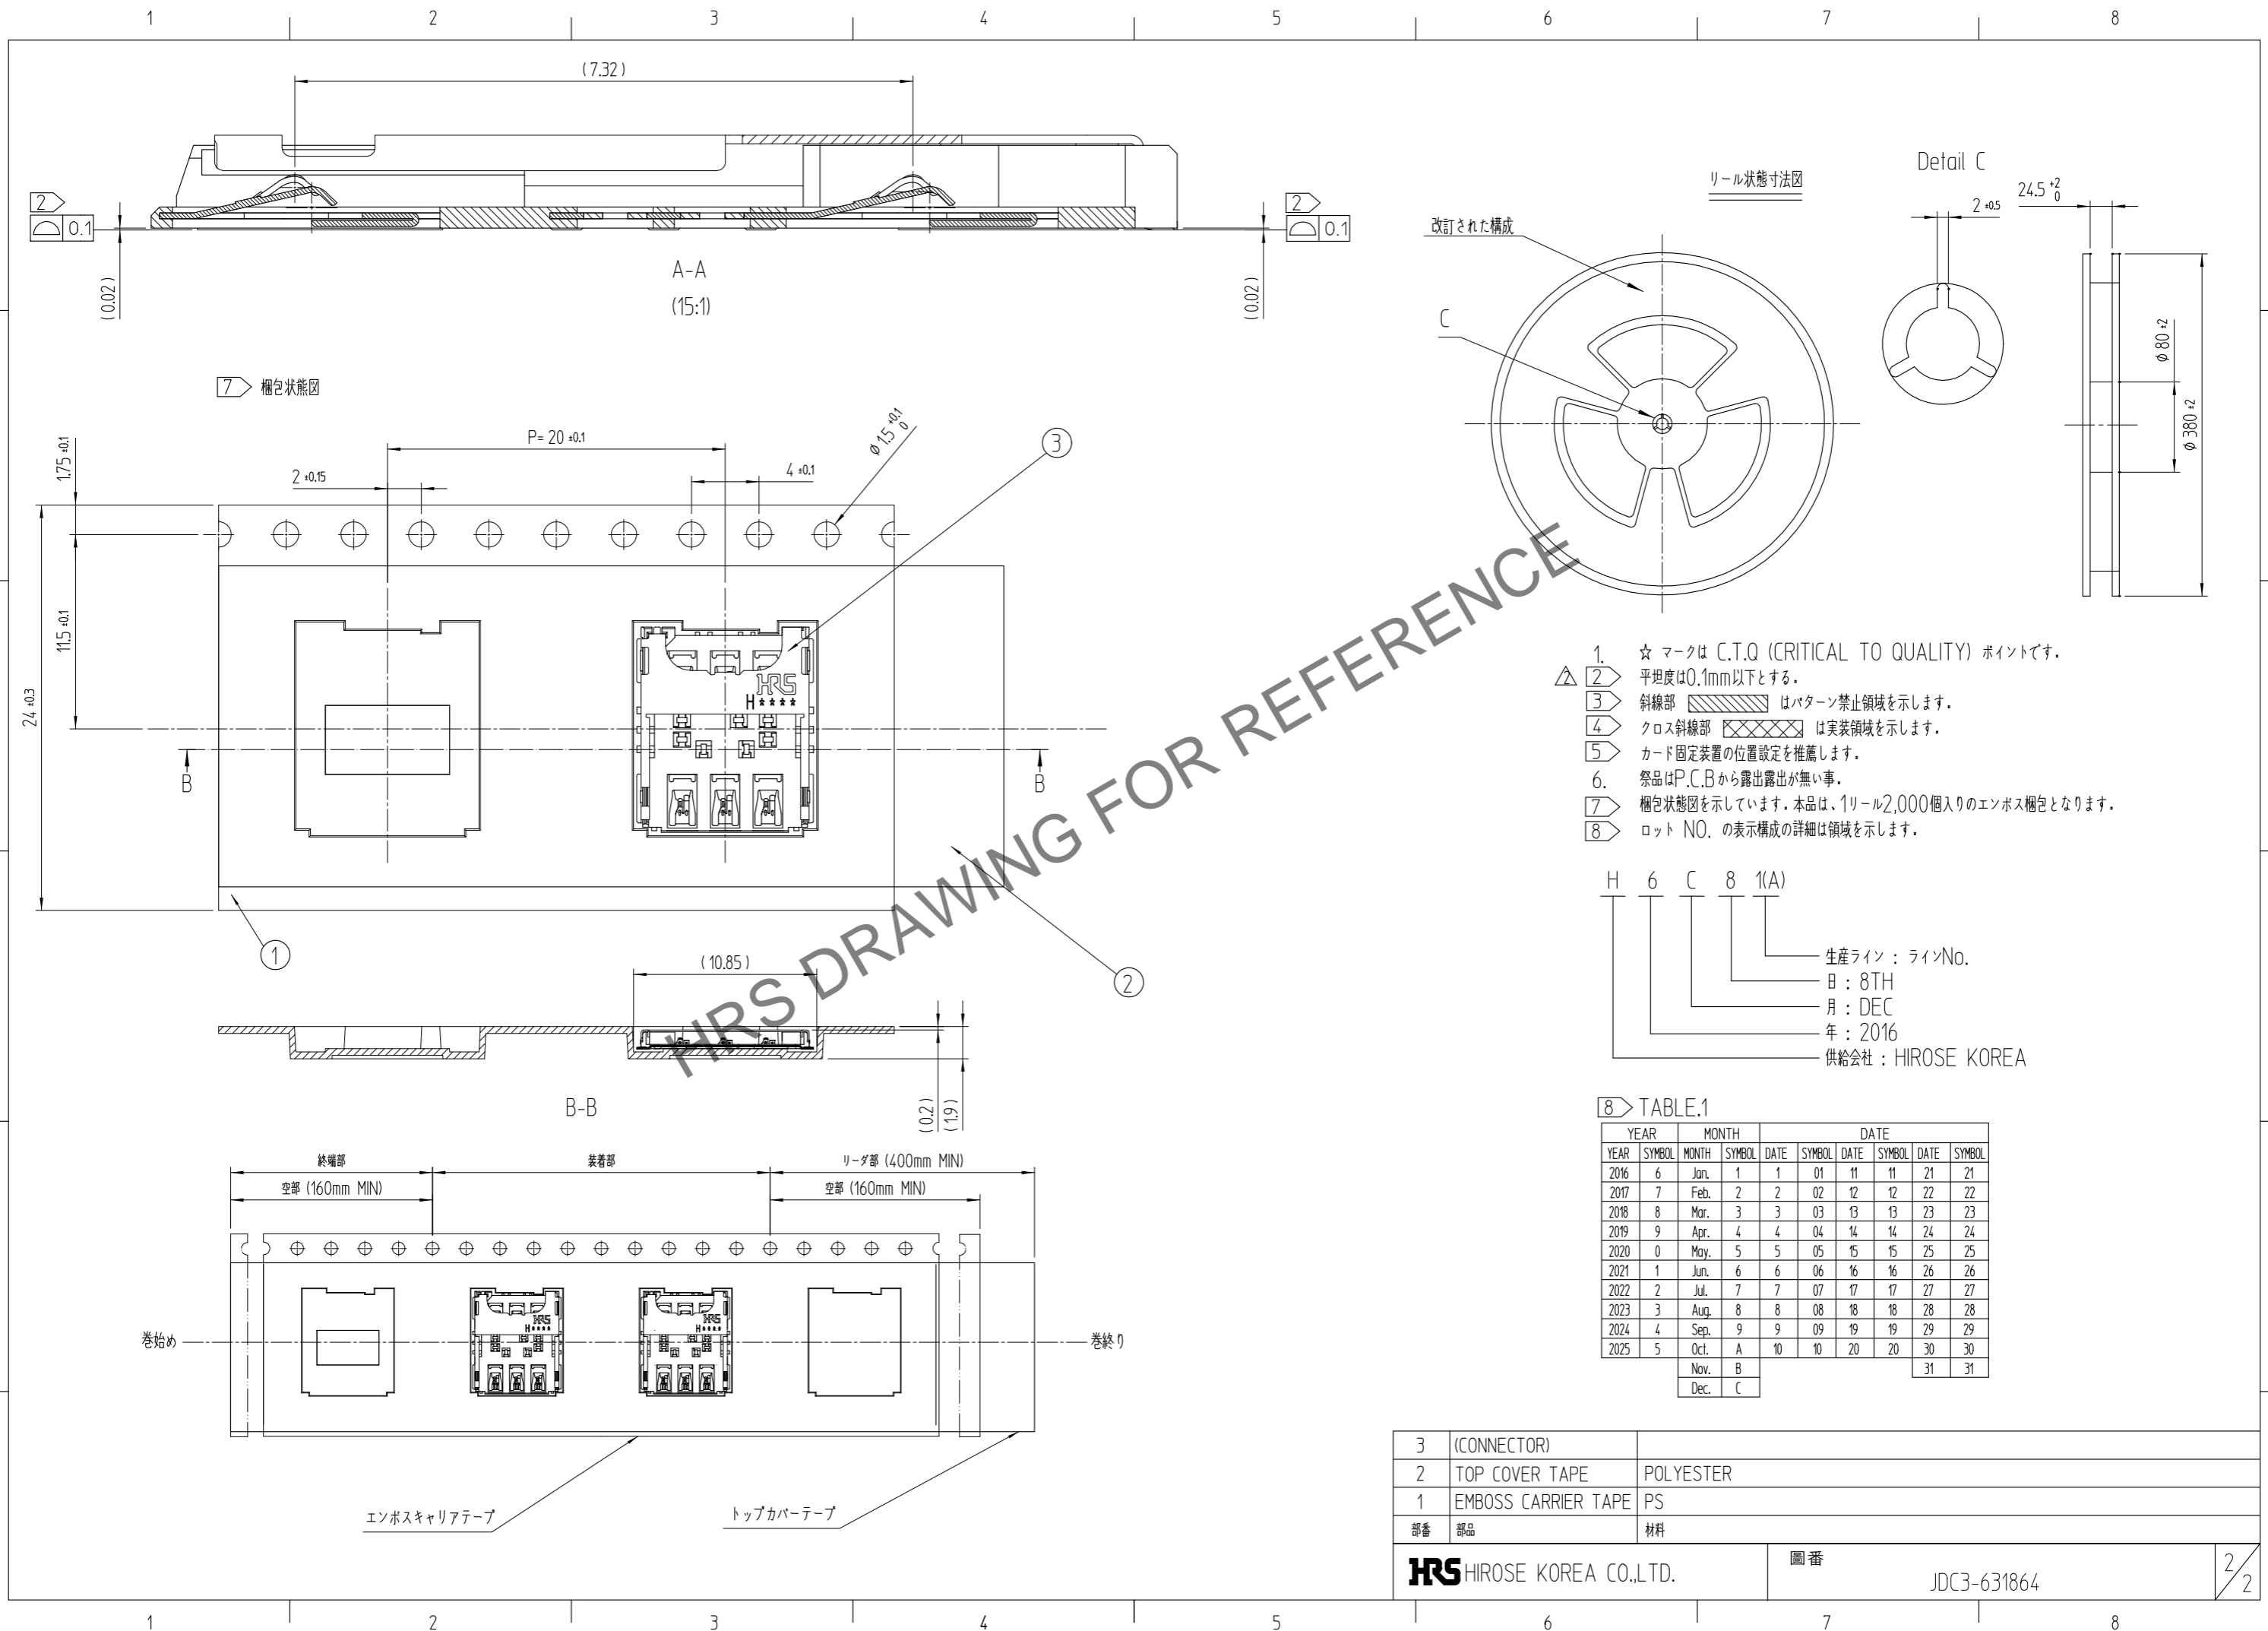 1 2 3 4 5 6 7 8
(7.32)
2
0.1
(0.02)
2
0.1
(0.02)
A-A
(15:1)
リール状態寸法図
Detail C
24.5 +2 0
2 ±0.5
改訂された構成
C
φ80 ±2
φ380 ±2
7 梱包状態図
1.75 ±0.1
P= 20 ±0.1
2 ±0.15
4 ±0.1
φ1.5 +0.1 0
3
11.5 ±0.1
24 ±0.3
HRS
H****
B
B
1
2
(10.85)
(0.2)
(1.9)
B-B
HRS DRAWING FOR REFERENCE
1. ☆ マークは C.T.Q (CRITICAL TO QUALITY) ポイントです.
2 2 平坦度は0.1mm以下とする.
3 斜線部 はパターン禁止領域を示します.
4 クロス斜線部 は実装領域を示します.
5 カード固定装置の位置設定を推薦します.
6. 祭品はP.C.Bから露出露出が無い事.
7 梱包状態図を示しています.本品は、1リール2,000個入りのエンボス梱包となります.
8 ロット NO. の表示構成の詳細は領域を示します.
H 6 C 8 1(A)
生産ライン : ラインNo.
日 : 8TH
月 : DEC
年 : 2016
供給会社 : HIROSE KOREA
終端部 装着部 リーダ部 (400mm MIN)
空部 (160mm MIN) 空部 (160mm MIN)
HRS
H****
HRS
H****
巻始め
巻終り
エンボスキャリアテープ
トップカバーテープ
8 TABLE.1
YEAR MONTH DATE
YEAR SYMBOL MONTH SYMBOL DATE SYMBOL DATE SYMBOL DATE SYMBOL
2016 6 Jan. 1 1 01 11 11 21 21
2017 7 Feb. 2 2 02 12 12 22 22
2018 8 Mar. 3 3 03 13 13 23 23
2019 9 Apr. 4 4 04 14 14 24 24
2020 0 May. 5 5 05 15 15 25 25
2021 1 Jun. 6 6 06 16 16 26 26
2022 2 Jul. 7 7 07 17 17 27 27
2023 3 Aug. 8 8 08 18 18 28 28
2024 4 Sep. 9 9 09 19 19 29 29
2025 5 Oct. A 10 10 20 20 30 30
Nov. B 31 31
Dec. C
3 (CONNECTOR)
2 TOP COVER TAPE POLYESTER
1 EMBOSS CARRIER TAPE PS
部番 部品 材料
HRS HIROSE KOREA CO.,LTD.
圖番
JDC3-631864
2/2
1 2 3 4 5 6 7 8